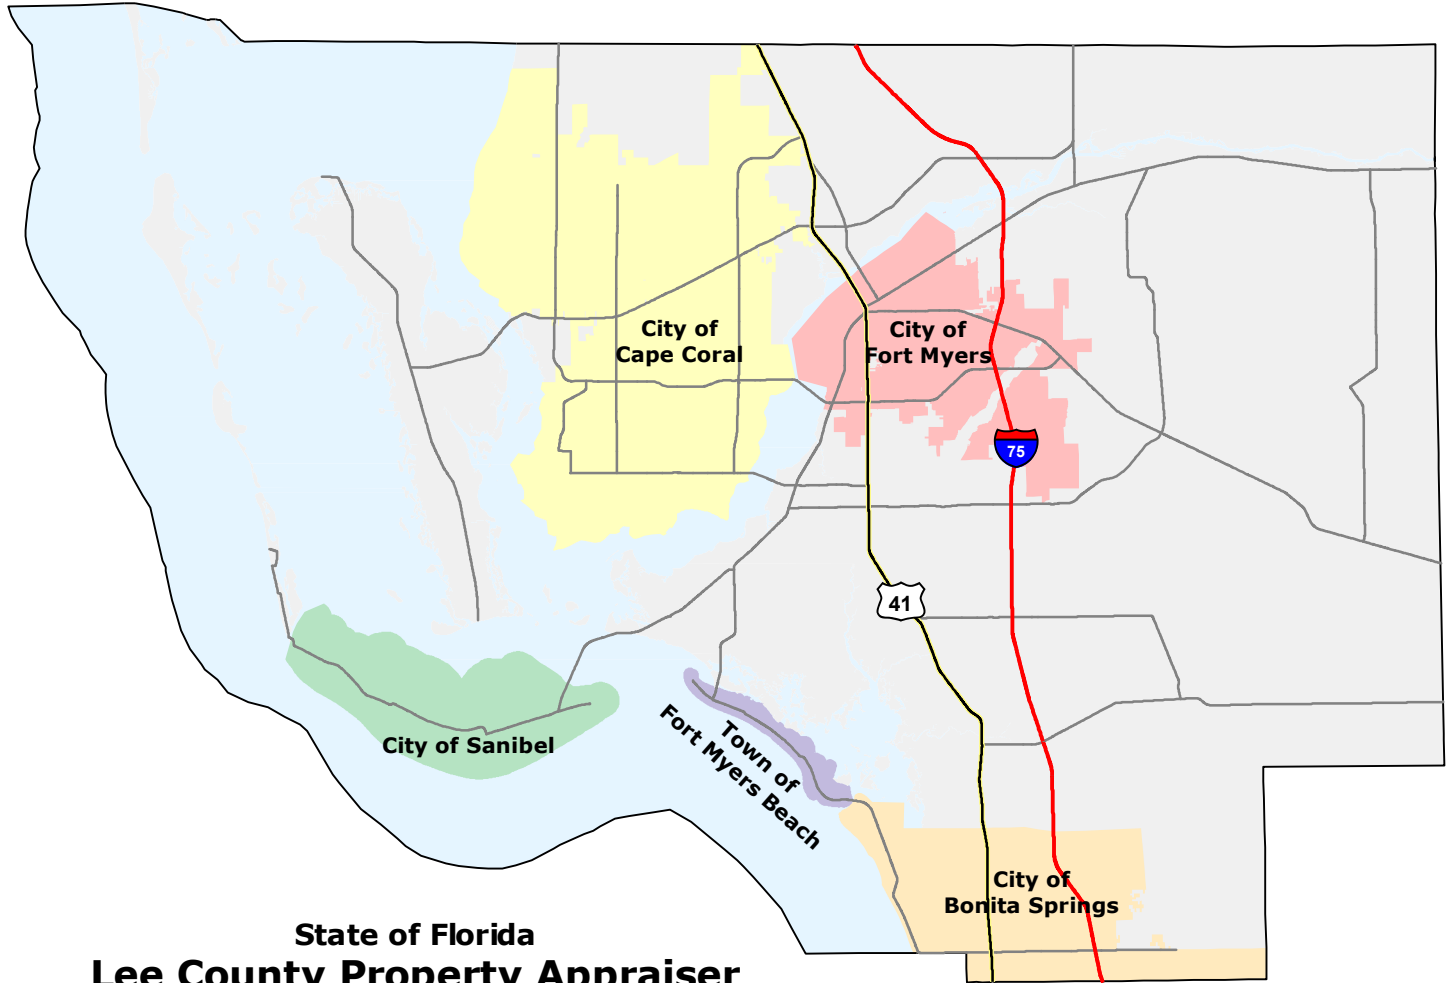 City of
Cape Coral
City of
Fort Myers
75
41
City of Sanibel
Town of
Fort Myers Beach
City of
Bonita Springs
State of Florida
Lee County Property Appraiser